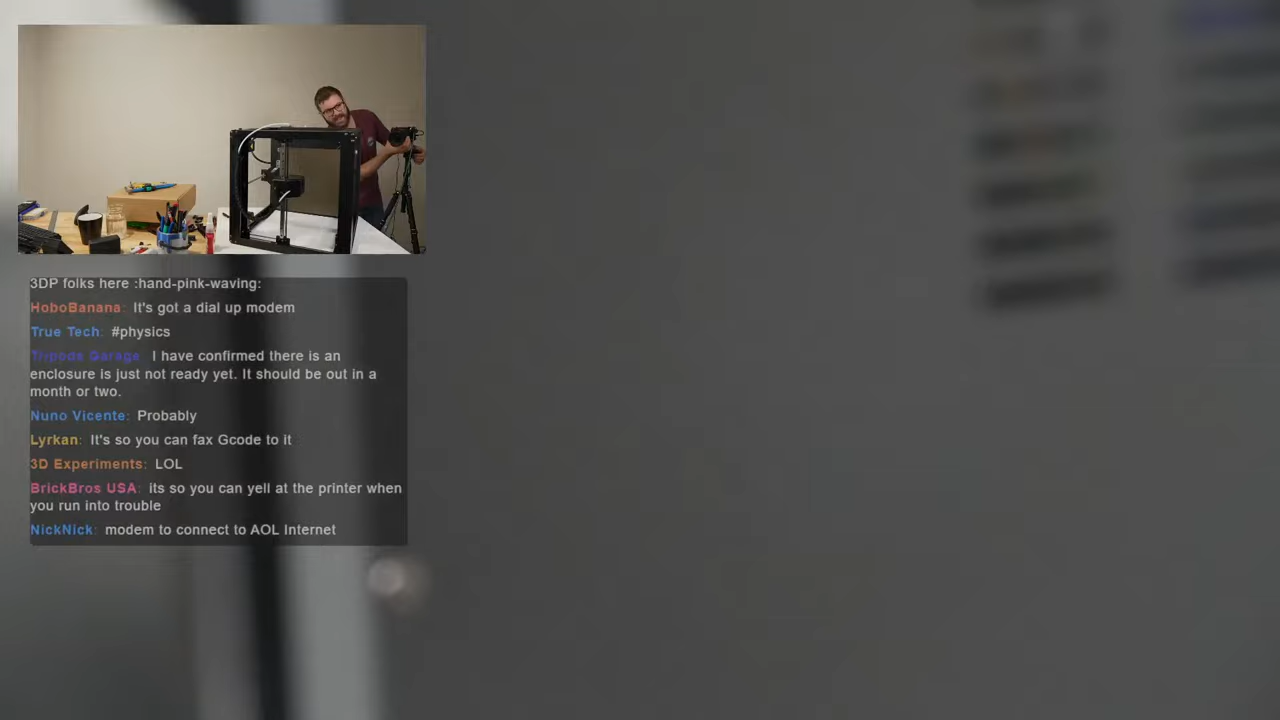 3DP folks here :hand-pink-waving:
HoboBanana: It's got a dial up modem
True Tech: #physics
Tripods Garage: I have confirmed there is an
enclosure is just not ready yet. It should be out in a
month or two.
Nuno Vicente: Probably
Lyrkan: It's so you can fax Gcode to it
3D Experiments: LOL
BrickBros USA: its so you can yell at the printer when
you run into trouble
NickNick: modem to connect to AOL Internet